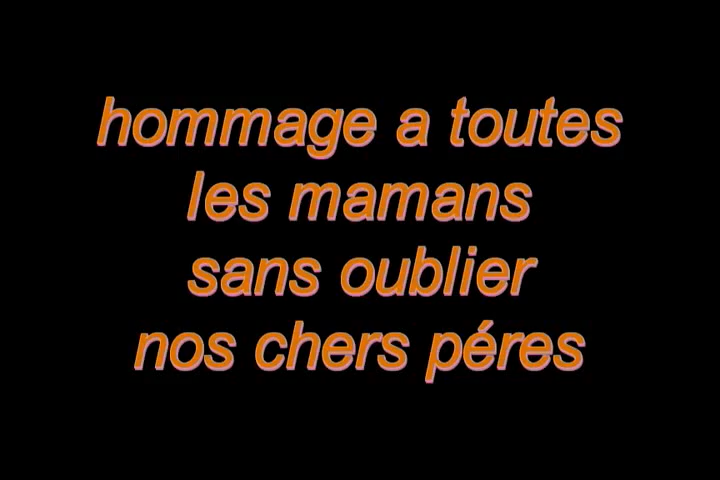 hommage a toutes
les mamans
sans oublier
nos chers péres